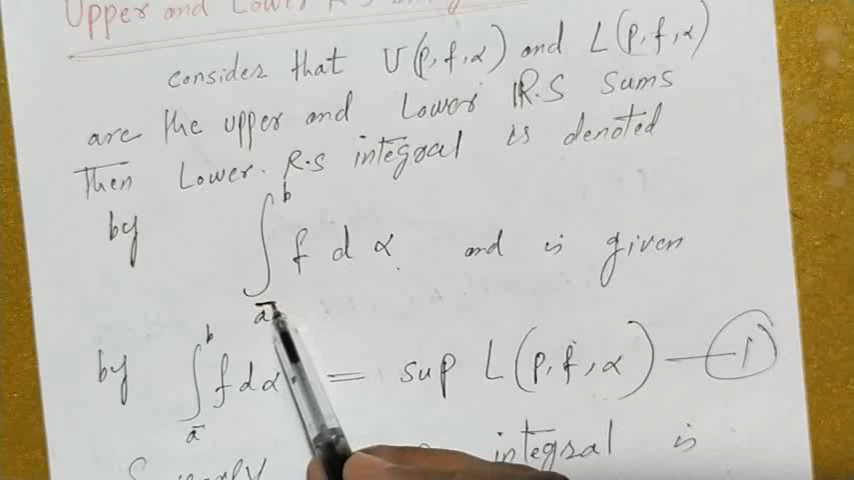 Upper and Lower R.S
consider that U(p,f,α) and L(p,f,α)
are the upper and Lower R.S sums
Then Lower R.S integral is denoted
by ∫_a̅^b f d α and is given
by ∫_a̅^b f dα = sup L(p,f,α) — ①
integral is